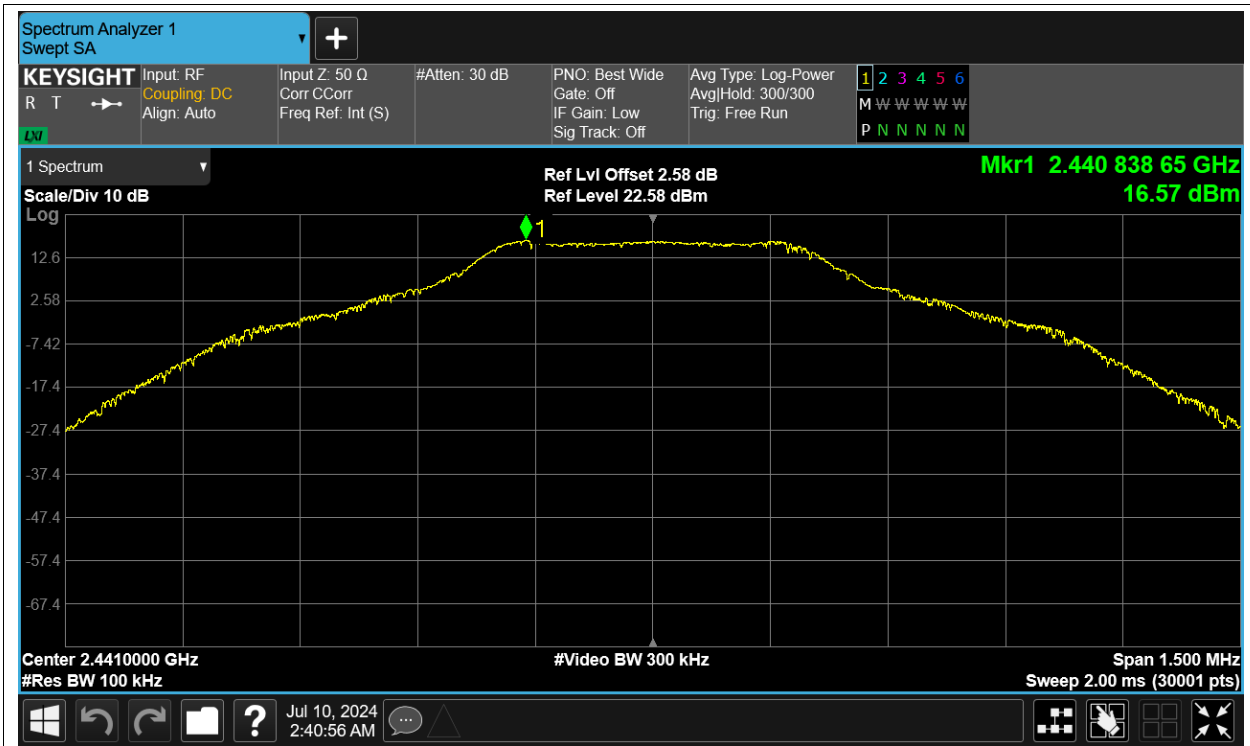 Spectrum Analyzer 1
Swept SA
KEYSIGHT
R T
LXI
Input: RF
Coupling: DC
Align: Auto
Input Z: 50 Ω
Corr CCorr
Freq Ref: Int (S)
#Atten: 30 dB
PNO: Best Wide
Gate: Off
IF Gain: Low
Sig Track: Off
Avg Type: Log-Power
Avg|Hold: 300/300
Trig: Free Run
1 2 3 4 5 6
M W W W W W
P N N N N N
1 Spectrum
Scale/Div 10 dB
Ref Lvl Offset 2.58 dB
Ref Level 22.58 dBm
Mkr1 2.440 838 65 GHz
16.57 dBm
Log
1
12.6
2.58
-7.42
-17.4
-27.4
-37.4
-47.4
-57.4
-67.4
Center 2.4410000 GHz
#Video BW 300 kHz
Span 1.500 MHz
#Res BW 100 kHz
Sweep 2.00 ms (30001 pts)
?
Jul 10, 2024
2:40:56 AM